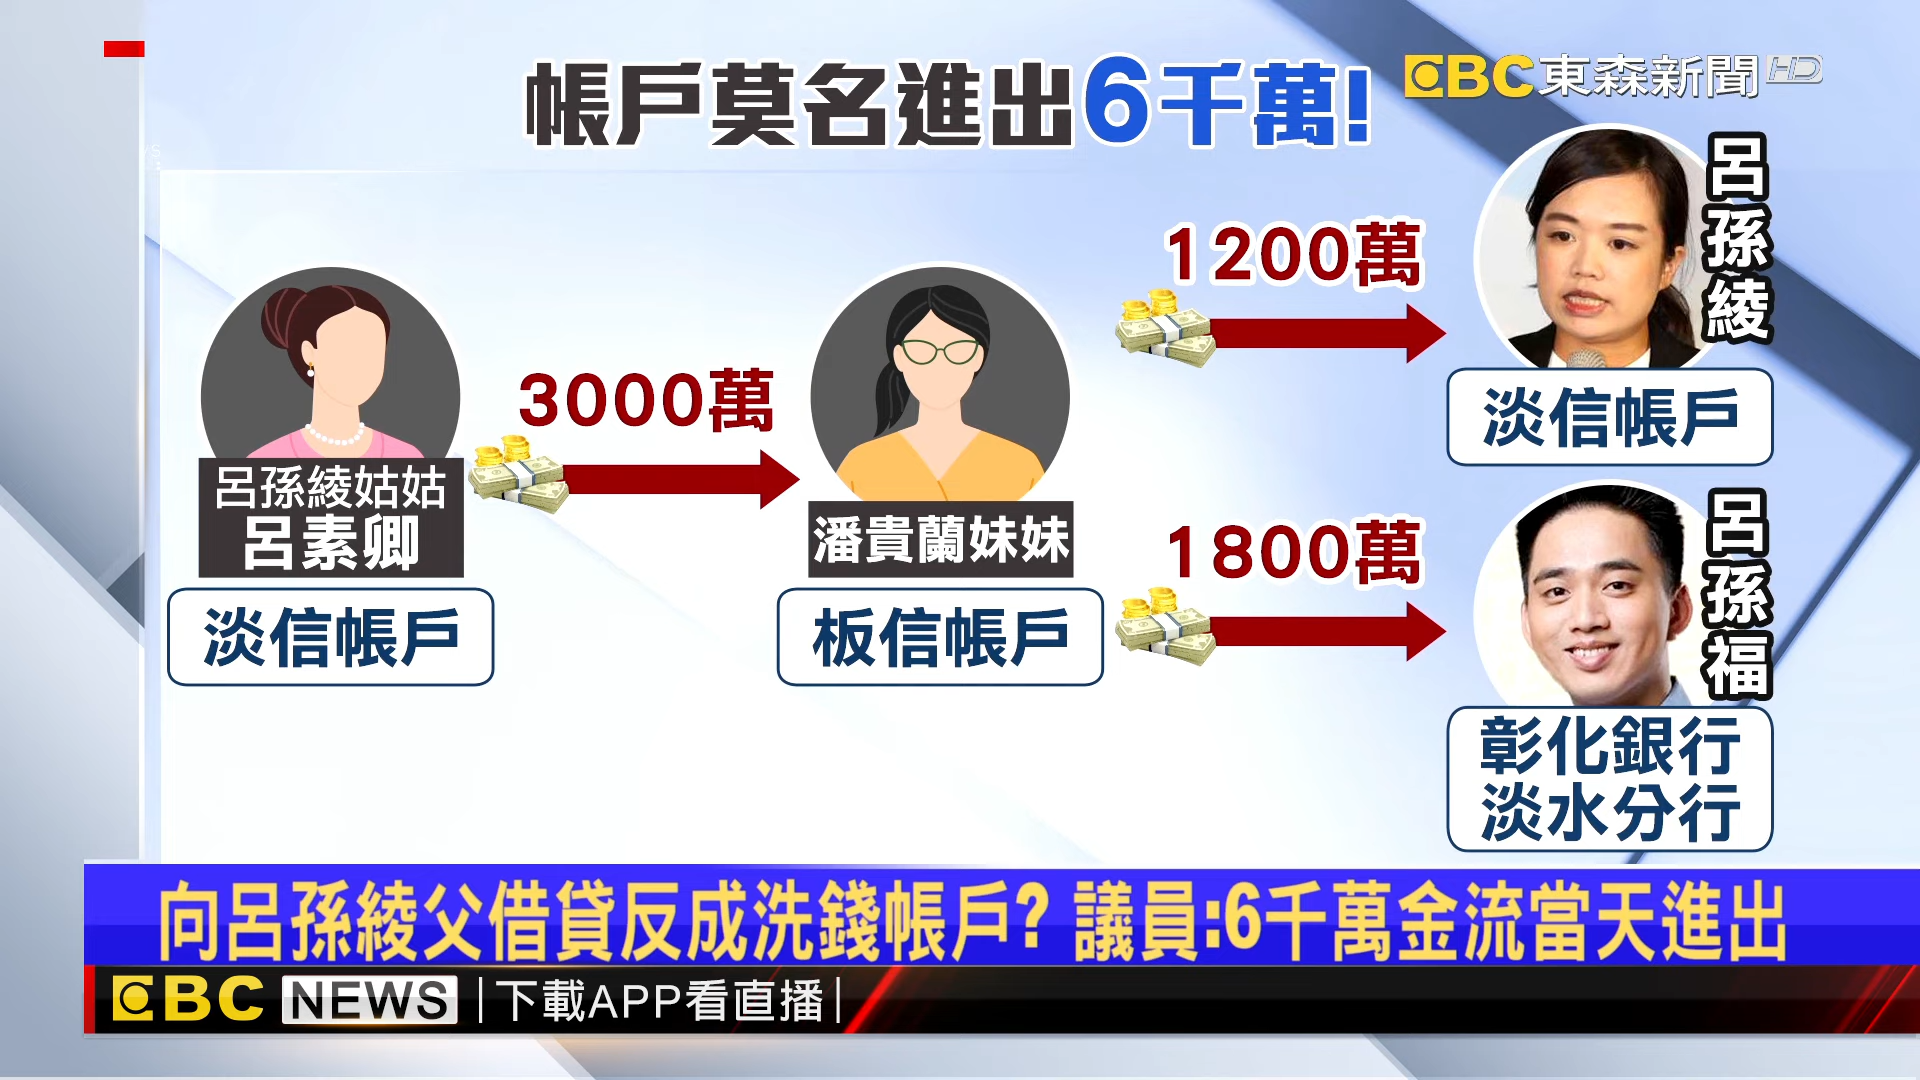 帳戶莫名進出6千萬!
EBC東森新聞HD
呂孫綾姑姑
呂素卿
淡信帳戶
3000萬
潘貴蘭妹妹
板信帳戶
1200萬
呂孫綾
淡信帳戶
1800萬
呂孫福
彰化銀行
淡水分行
向呂孫綾父借貸反成洗錢帳戶? 議員:6千萬金流當天進出
EBC NEWS 下載APP看直播